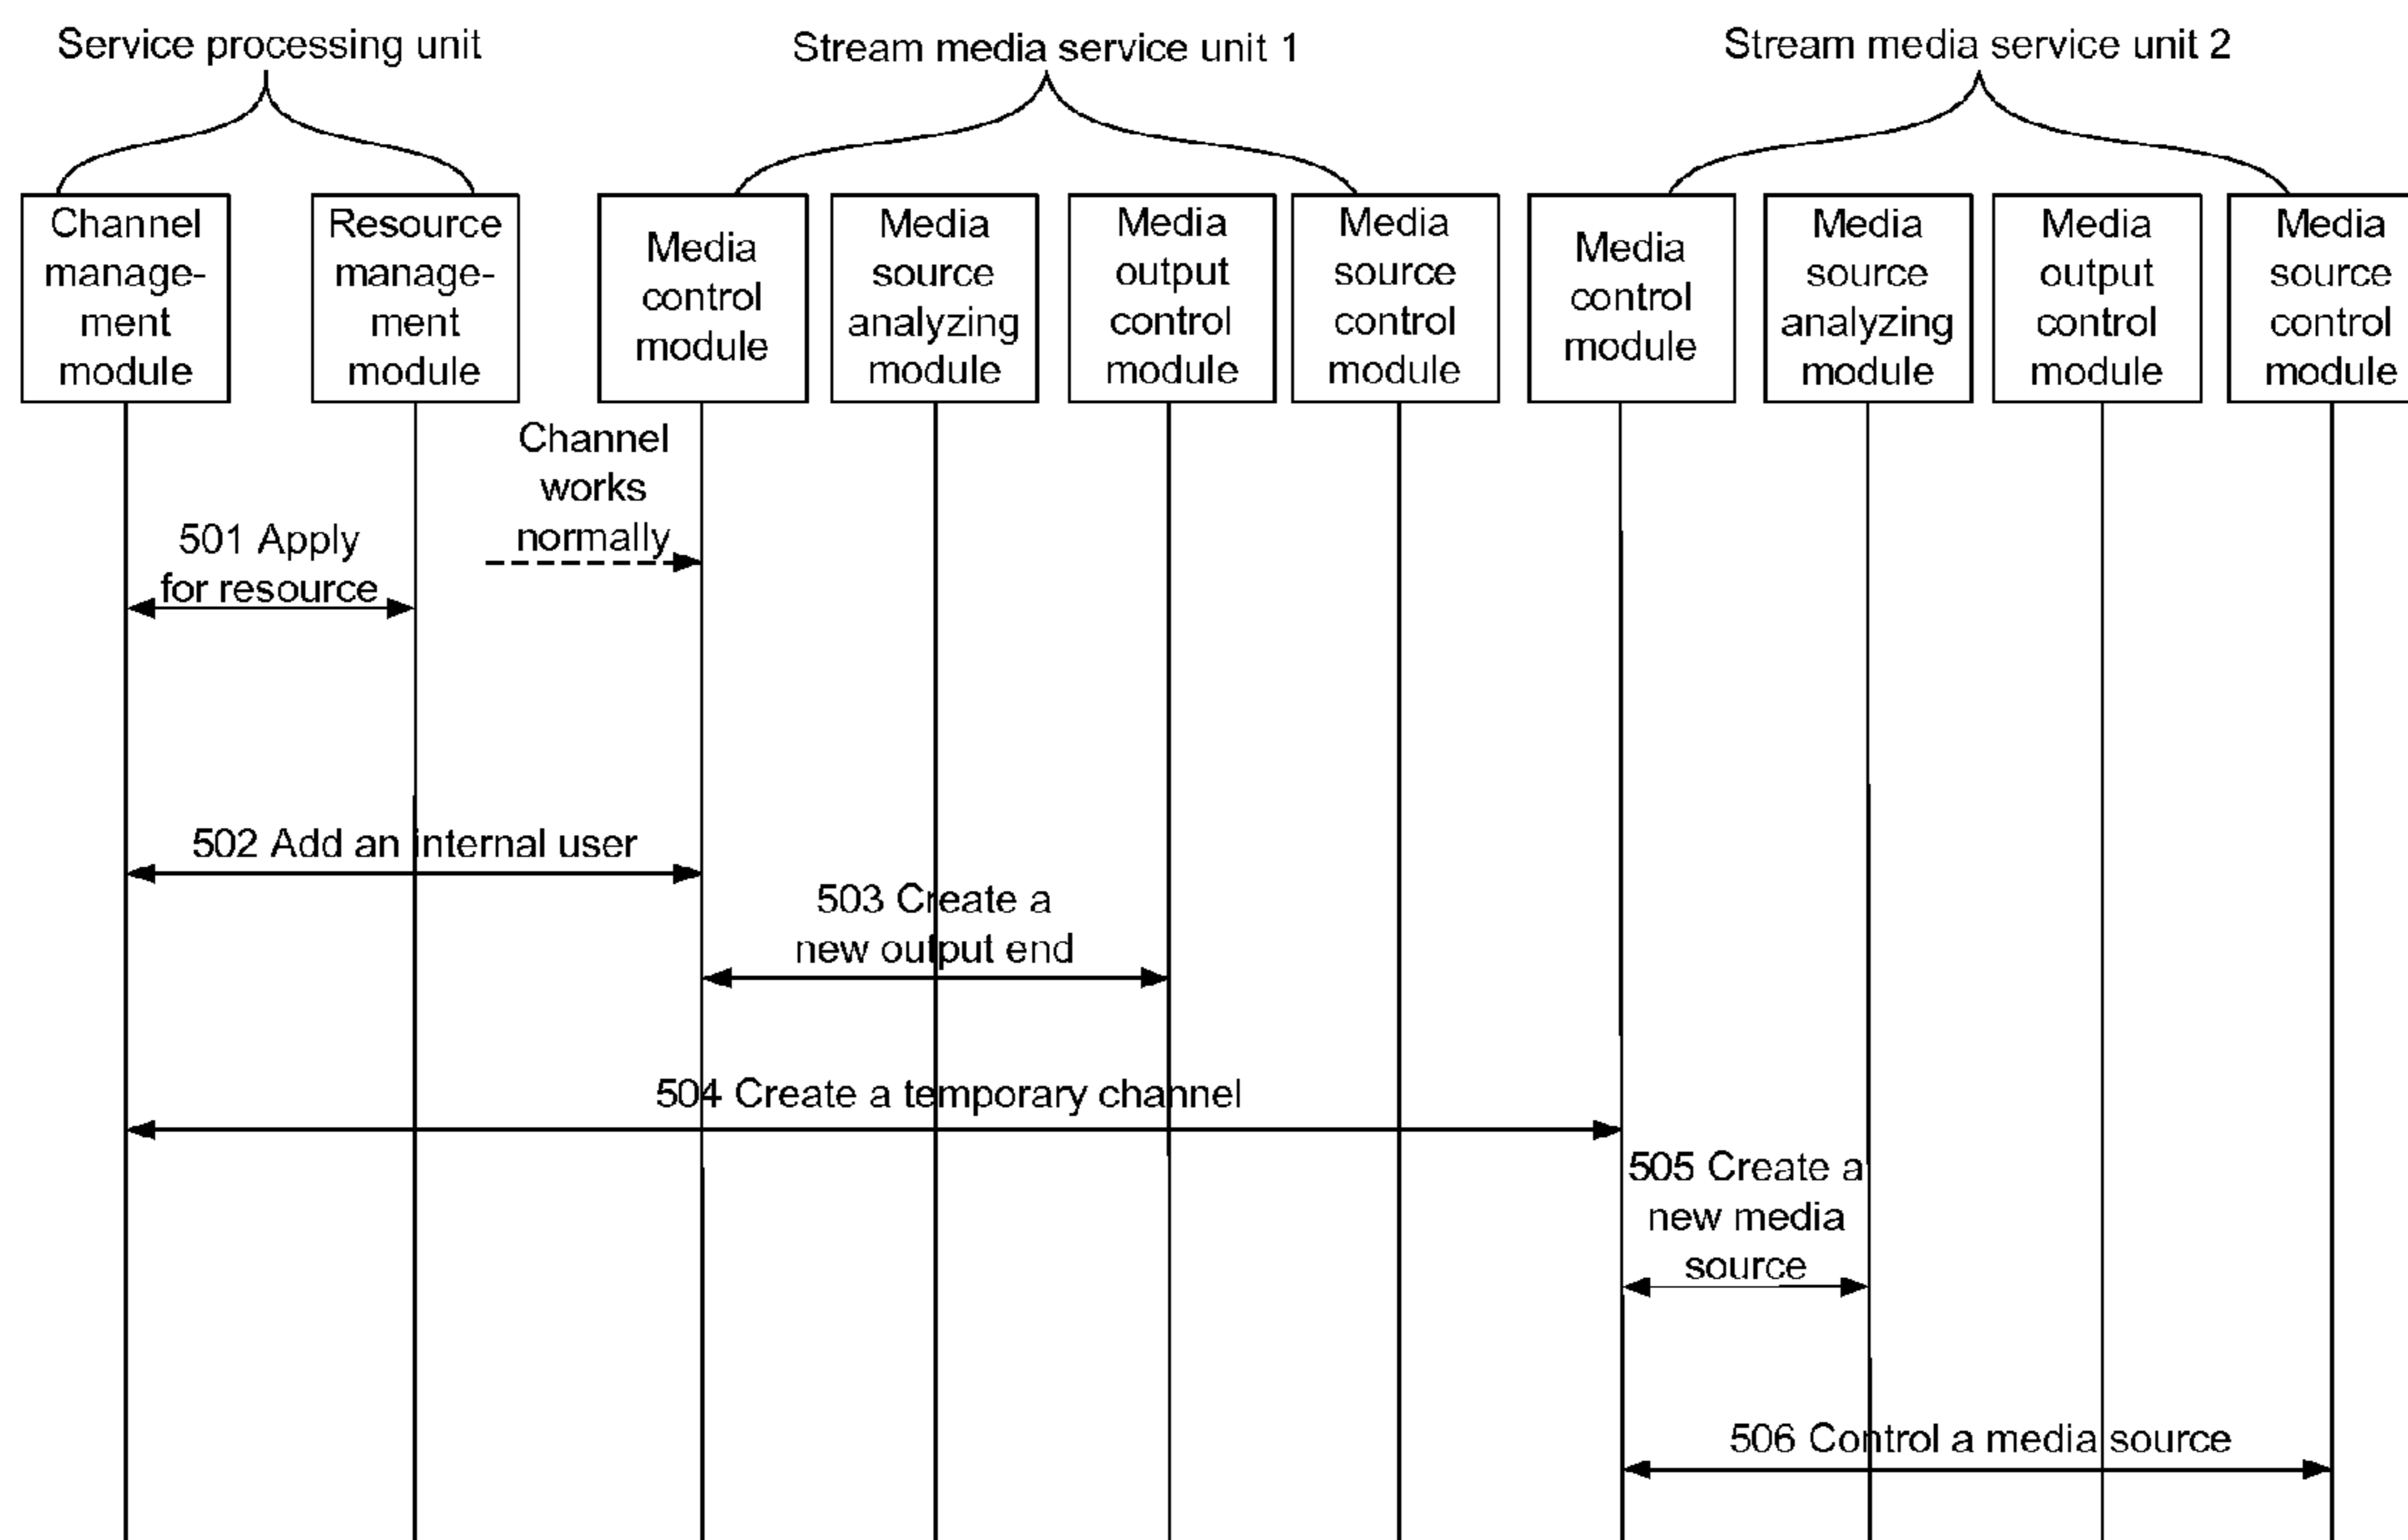 Service processing unit
Stream media service unit 1
Stream media service unit 2
Channel
manage-
ment
module
Resource
manage-
ment
module
Media
control
module
Media
source
analyzing
module
Media
output
control
module
Media
source
control
module
Media
control
module
Media
source
analyzing
module
Media
output
control
module
Media
source
control
module
Channel
works
normally
501 Apply
for resource
502 Add an internal user
503 Create a
new output end
504 Create a temporary channel
505 Create a
new media
source
506 Control a media source